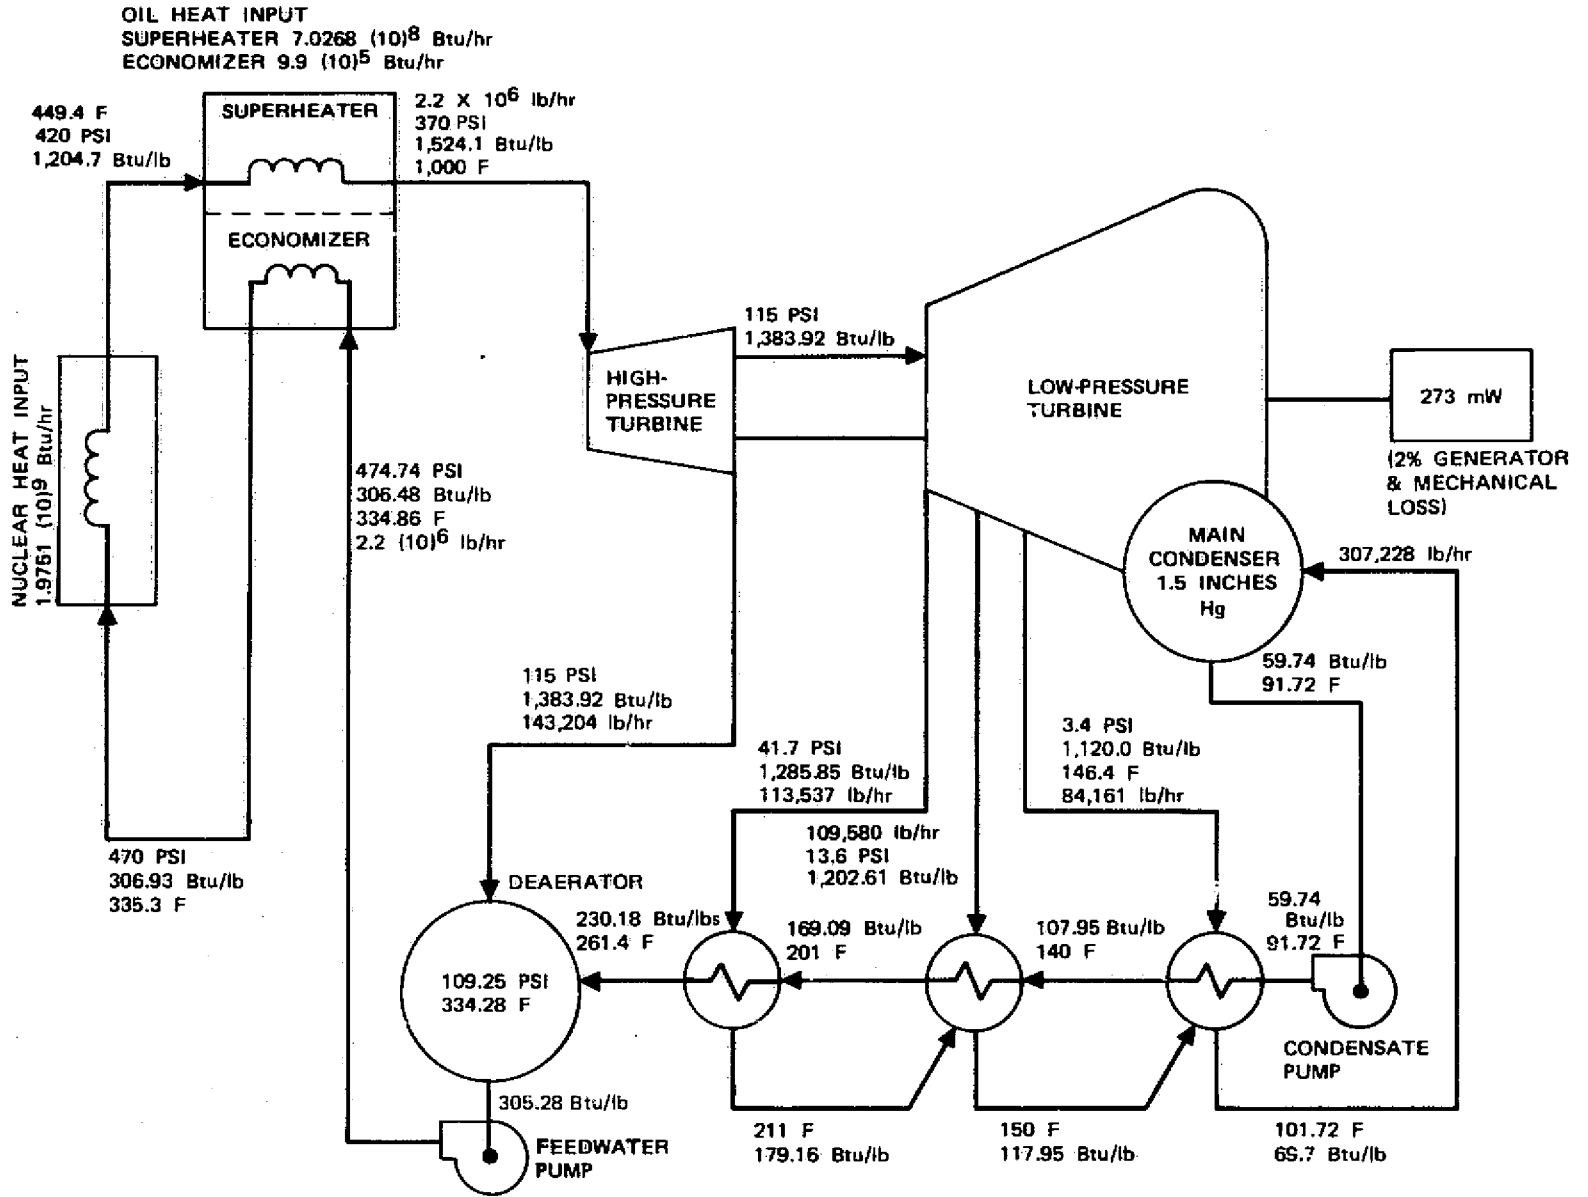 OIL HEAT INPUT
SUPERHEATER 7.0268 (10)8 Btu/hr
ECONOMIZER 9.9 (10)5 Btu/hr
449.4 F
420 PSI
1,204.7 Btu/lb
SUPERHEATER
2.2 X 106 lb/hr
370 PSI
1,524.1 Btu/lb
1,000 F
ECONOMIZER
NUCLEAR HEAT INPUT
1.9751 (10)9 Btu/hr
115 PSI
1,383.92 Btu/lb
HIGH-
PRESSURE
TURBINE
LOW-PRESSURE
TURBINE
273 mW
(2% GENERATOR
& MECHANICAL
LOSS)
474.74 PSI
306.48 Btu/lb
334.86 F
2.2 (10)6 lb/hr
MAIN
CONDENSER
1.5 INCHES
Hg
307,228 lb/hr
59.74 Btu/lb
91.72 F
115 PSI
1,383.92 Btu/lb
143,204 lb/hr
41.7 PSI
1,285.85 Btu/lb
113,537 lb/hr
3.4 PSI
1,120.0 Btu/lb
146.4 F
84,161 lb/hr
109,580 lb/hr
13.6 PSI
1,202.61 Btu/lb
470 PSI
306.93 Btu/lb
335.3 F
DEAERATOR
230.18 Btu/lbs
261.4 F
169.09 Btu/lb
201 F
107.95 Btu/lb
140 F
59.74
Btu/lb
91.72 F
109.25 PSI
334.28 F
CONDENSATE
PUMP
305.28 Btu/lb
FEEDWATER
PUMP
211 F
179.16 Btu/lb
150 F
117.95 Btu/lb
101.72 F
69.7 Btu/lb